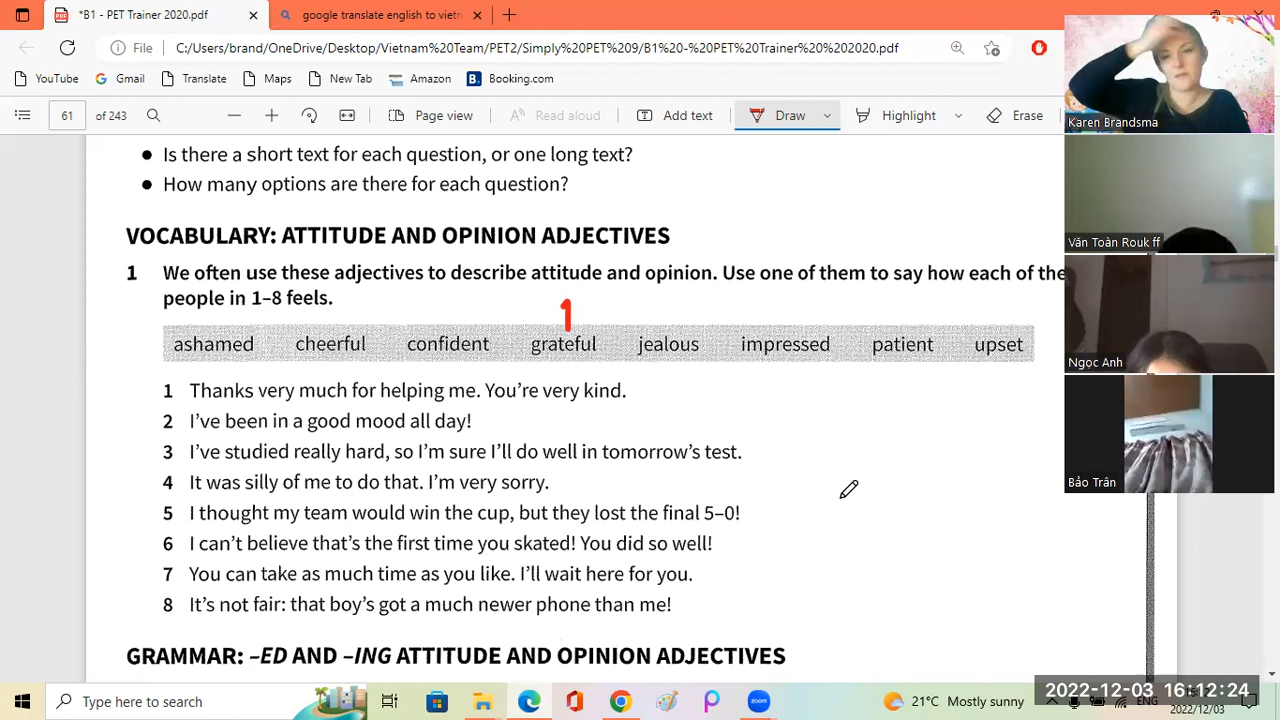 *B1 - PET Trainer 2020.pdf
google translate english to vietn
File C:/Users/brand/OneDrive/Desktop/Vietnam%20Team/PET2/Simply%20PET%209/B1%20-%20PET%20Trainer%20%202020.pdf
YouTube Gmail Translate Maps New Tab Amazon Booking.com
61 of 243 Page view Read aloud Add text Draw Highlight Erase
Karen Brandsma
Is there a short text for each question, or one long text?
How many options are there for each question?
VOCABULARY: ATTITUDE AND OPINION ADJECTIVES
Văn Toàn Rouk ff
1 We often use these adjectives to describe attitude and opinion. Use one of them to say how each of the
people in 1–8 feels.
1
ashamed cheerful confident grateful jealous impressed patient upset
Ngọc Anh
1 Thanks very much for helping me. You're very kind.
2 I've been in a good mood all day!
3 I've studied really hard, so I'm sure I'll do well in tomorrow's test.
4 It was silly of me to do that. I'm very sorry.
Bảo Trân
5 I thought my team would win the cup, but they lost the final 5–0!
6 I can't believe that's the first time you skated! You did so well!
7 You can take as much time as you like. I'll wait here for you.
8 It's not fair: that boy's got a much newer phone than me!
GRAMMAR: –ED AND –ING ATTITUDE AND OPINION ADJECTIVES
Type here to search
zoom
21°C Mostly sunny
ENG
2022-12-03 16:12:24
2022/12/03